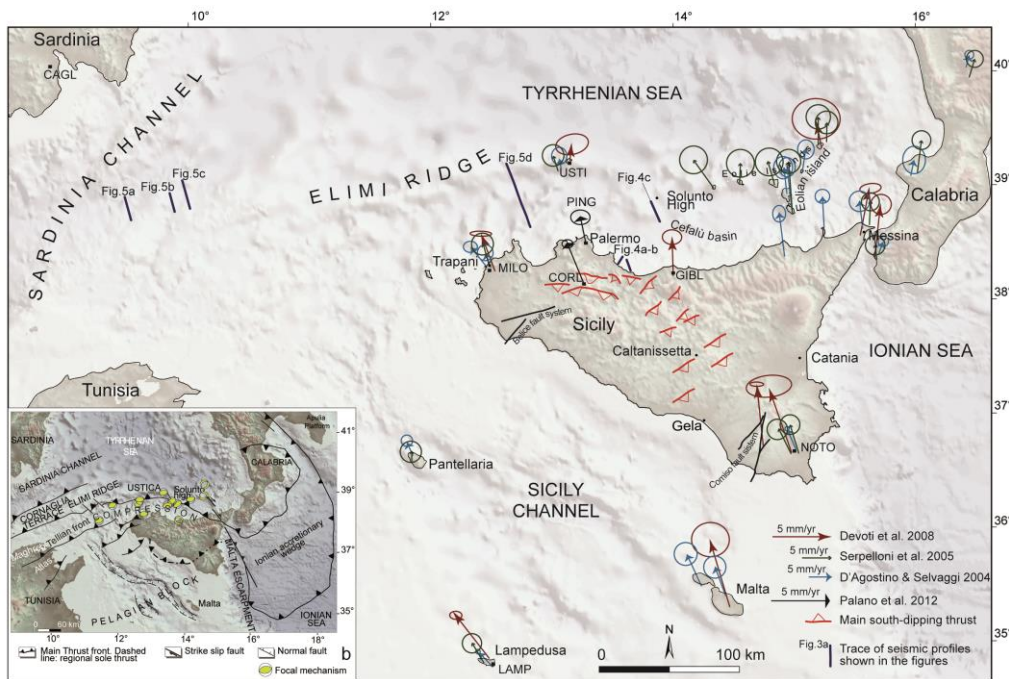 10°
12°
14°
16°
Sardinia
CAGL
40°
TYRRHENIAN SEA
SARDINIA CHANNEL
ELIMI RIDGE
Fig.5a
Fig.5b
Fig.5c
Fig.5d
USTI
Fig.4c
Solunto
High
Eolian island
39°
Calabria
PING
Palermo
Cefalù basin
Messina
Trapani
MILO
CORL
Fig.4a-b
GIBL
38°
Belice fault system
Sicily
Caltanissetta
Catania
IONIAN SEA
Tunisia
Gela
Comiso fault sistem
NOTO
37°
Pantellaria
SICILY
CHANNEL
36°
Malta
Lampedusa
LAMP
35°
N
0
100 km
5 mm/yr
Devoti et al. 2008
5 mm/yr
Serpelloni et al. 2005
5 mm/yr
D'Agostino & Selvaggi 2004
5 mm/yr
Palano et al. 2012
Main south-dipping thrust
Fig.3a
Trace of seismic profiles
shown in the figures
SARDINIA
TYRRHENIAN
SEA
Apulia
Platform
41°
CALABRIA
SARDINIA CHANNEL
CORNAGLIA
TERRANE
ELIMI RIDGE
USTICA
Solunto
high
39°
COMPRESSION
Maghrebian-Tellian front
Atlas
Ionian accretionary
wedge
37°
MALTA ESCARPMENT
TUNISIA
PELAGIAN BLOCK
Malta
35°
IONIAN
SEA
0
60 km
10°
12°
14°
16°
18°
Main Thrust front. Dashed
line: regional sole thrust
Strike slip fault
Normal fault
b
Focal mechanism